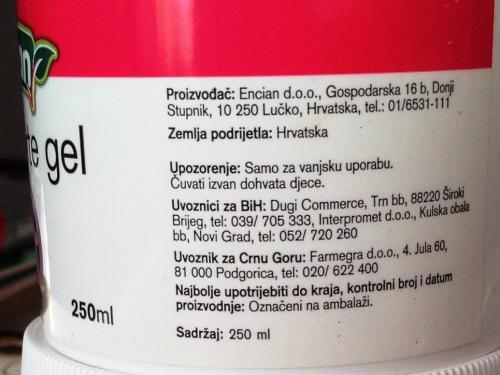 gel
250ml
Proizvođač: Encian d.o.o., Gospodarska 16 b, Donji
Stupnik, 10 250 Lučko, Hrvatska, tel.: 01/6531-111
Zemlja podrijetla: Hrvatska
Upozorenje: Samo za vanjsku uporabu.
Čuvati izvan dohvata djece.
Uvoznici za BiH: Dugi Commerce, Trn bb, 88220 Široki
Brijeg, tel: 039/ 705 333, Interpromet d.o.o., Kulska obala
bb, Novi Grad, tel: 052/ 720 260
Uvoznik za Crnu Goru: Farmegra d.o.o., 4. Jula 60,
81 000 Podgorica, tel: 020/ 622 400
Najbolje upotrijebiti do kraja, kontrolni broj i datum
proizvodnje: Označeni na ambalaži.
Sadržaj: 250 ml